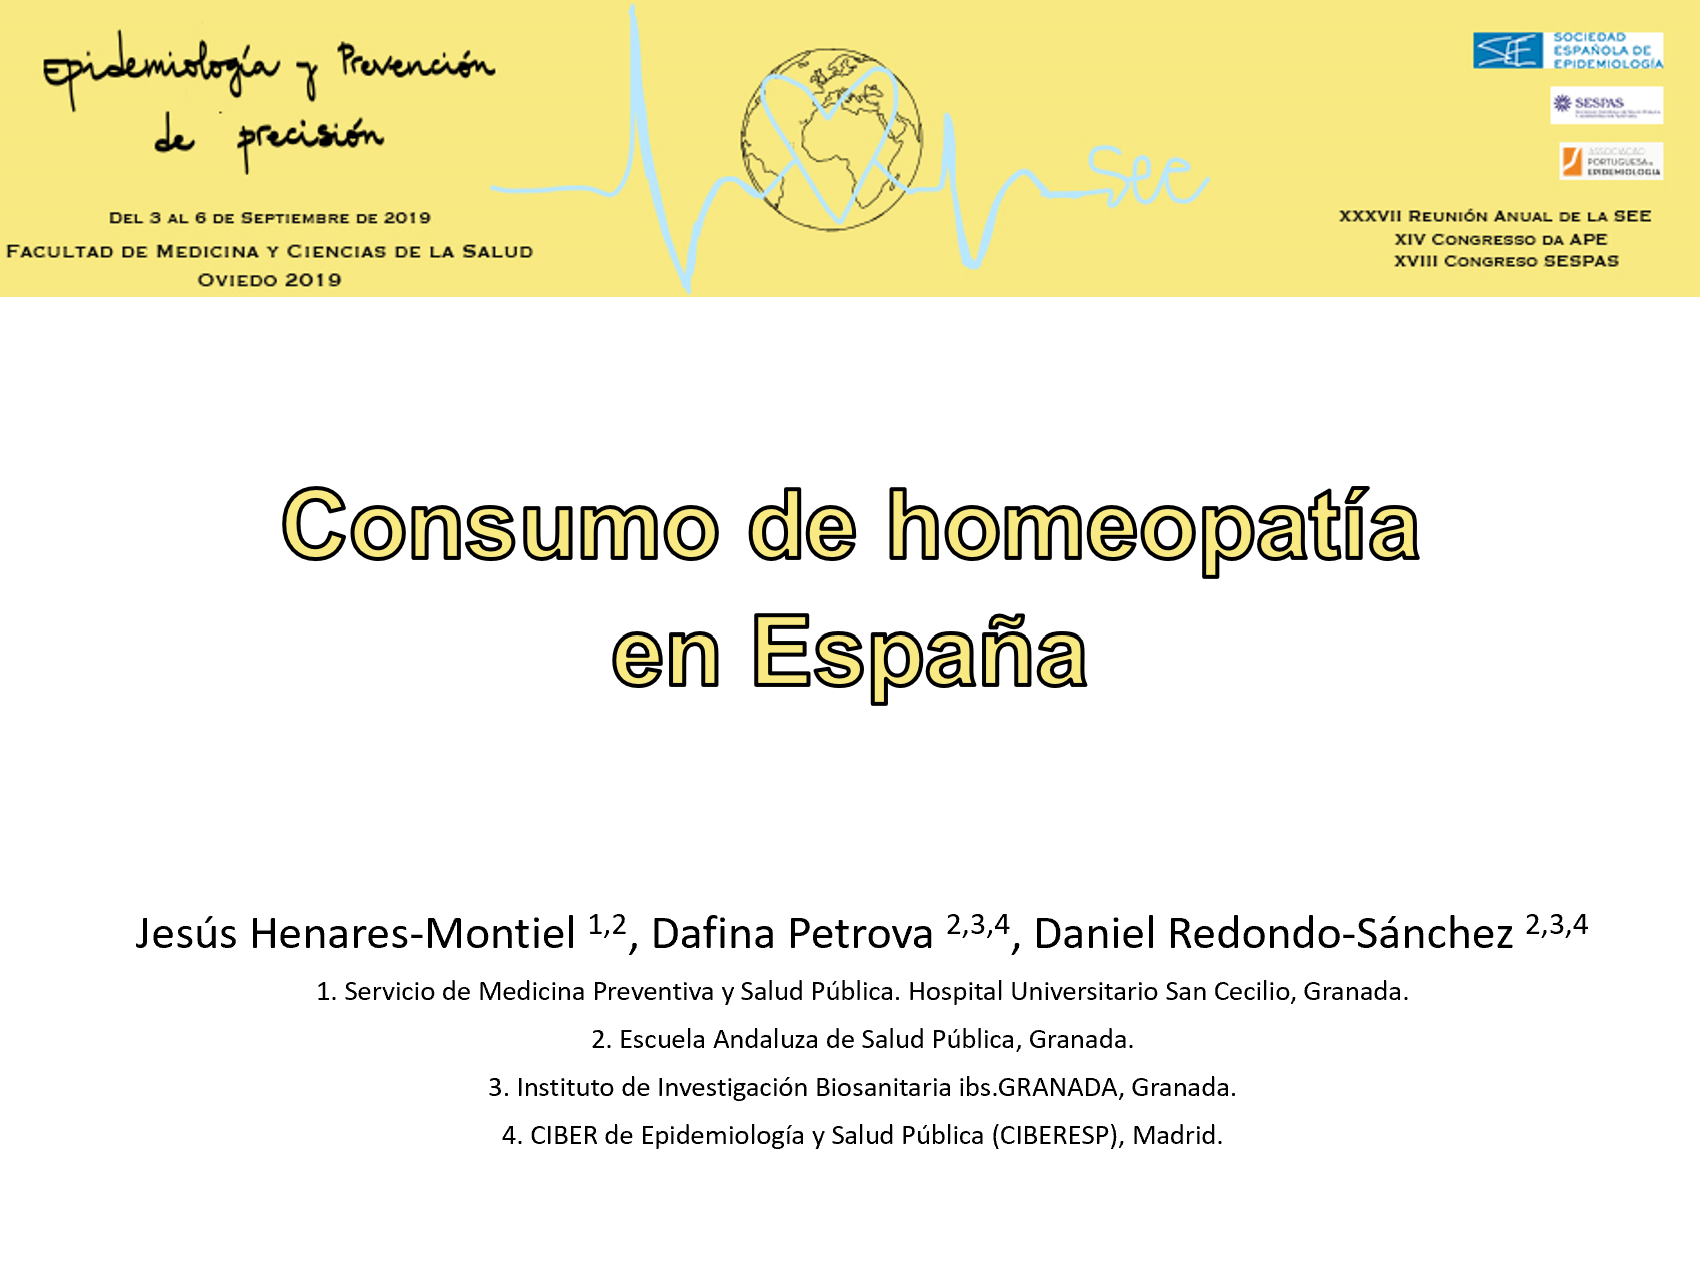 Epidemiología y Prevención
de precisión
DEL 3 AL 6 DE SEPTIEMBRE DE 2019
FACULTAD DE MEDICINA Y CIENCIAS DE LA SALUD
OVIEDO 2019
see
SEE
SOCIEDAD
ESPAÑOLA DE
EPIDEMIOLOGÍA
SESPAS
ASSOCIAÇÃO
PORTUGUESA DE
EPIDEMIOLOGIA
XXXVII REUNIÓN ANUAL DE LA SEE
XIV CONGRESSO DA APE
XVIII CONGRESO SESPAS
Consumo de homeopatía
en España
Jesús Henares-Montiel 1,2, Dafina Petrova 2,3,4, Daniel Redondo-Sánchez 2,3,4
1. Servicio de Medicina Preventiva y Salud Pública. Hospital Universitario San Cecilio, Granada.
2. Escuela Andaluza de Salud Pública, Granada.
3. Instituto de Investigación Biosanitaria ibs.GRANADA, Granada.
4. CIBER de Epidemiología y Salud Pública (CIBERESP), Madrid.